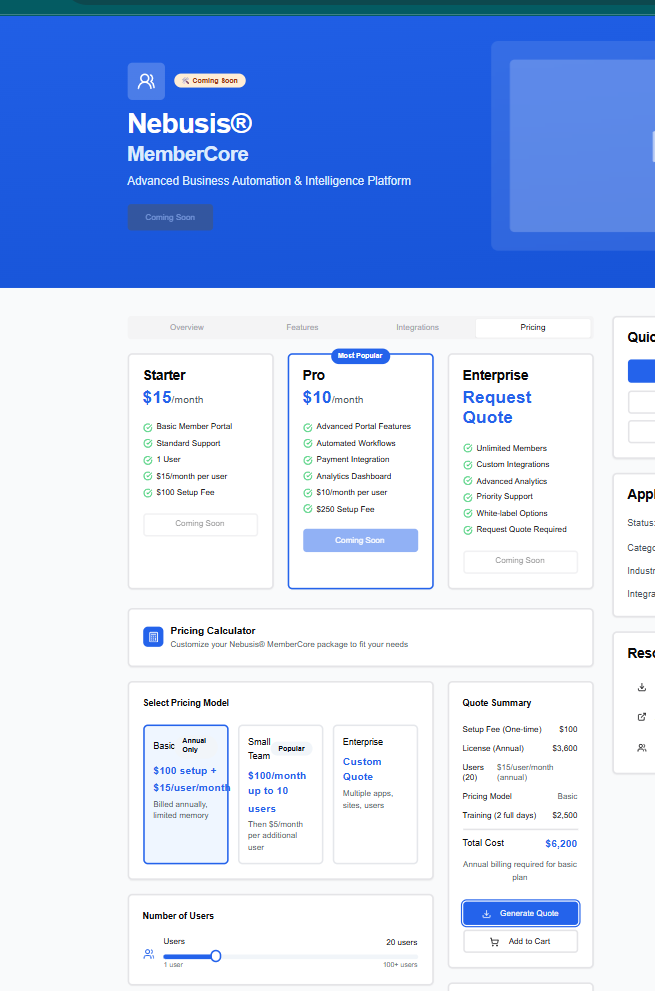 Coming Soon
Nebusis®
MemberCore
Advanced Business Automation & Intelligence Platform
Coming Soon
Overview
Features
Integrations
Pricing
Most Popular
Starter
$15/month
Basic Member Portal
Standard Support
1 User
$15/month per user
$100 Setup Fee
Coming Soon
Pro
$10/month
Advanced Portal Features
Automated Workflows
Payment Integration
Analytics Dashboard
$10/month per user
$250 Setup Fee
Coming Soon
Enterprise
Request
Quote
Unlimited Members
Custom Integrations
Advanced Analytics
Priority Support
White-label Options
Request Quote Required
Coming Soon
Pricing Calculator
Customize your Nebusis® MemberCore package to fit your needs
Select Pricing Model
Basic
Annual
Only
$100 setup +
$15/user/month
Billed annually,
limited memory
Small
Team
Popular
$100/month
up to 10
users
Then $5/month
per additional
user
Enterprise
Custom
Quote
Multiple apps,
sites, users
Number of Users
Users
20 users
1 user
100+ users
Quote Summary
Setup Fee (One-time) $100
License (Annual) $3,600
Users
(20)
$15/user/month
(annual)
Pricing Model Basic
Training (2 full days) $2,500
Total Cost $6,200
Annual billing required for basic
plan
Generate Quote
Add to Cart
Status: